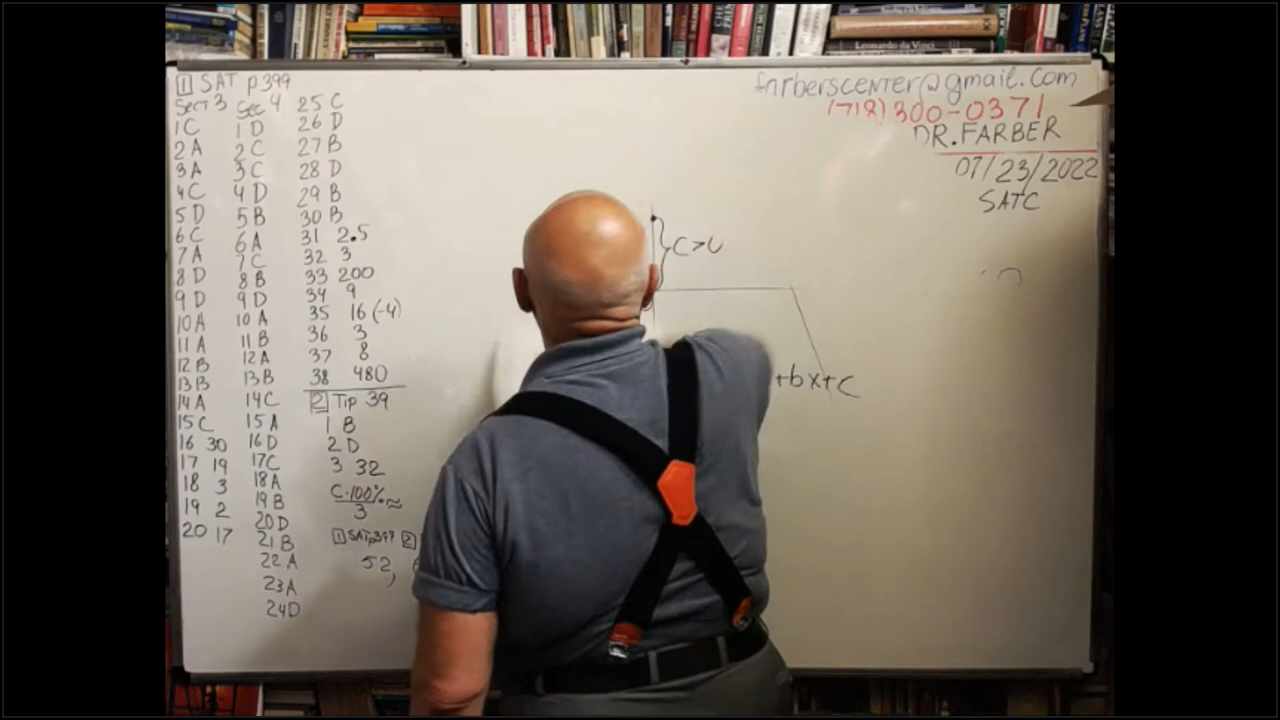 1 SAT p399
Sect 3 Sec 4 25 C
1 C 1 D 26 D
2 A 2 C 27 B
3 A 3 C 28 D
4 C 4 D 29 B
5 D 5 B 30 B
6 C 6 A 31 2.5
7 A 7 C 32 3
8 D 8 B 33 200
9 D 9 D 34 9
10 A 10 A 35 16 (-4)
11 A 11 B 36 3
12 B 12 A 37 8
13 B 13 B 38 480
14 A 14 C 2 Tip 39
15 C 15 A 1 B
16 30 16 D 2 D
17 19 17 C 3 32
18 3 18 A C·100%
19 2 19 B 3 ≈
20 17 20 D
21 B 1 SATp399 2
22 A 52,
23 A
24 D
farberscenter@gmail.com
(718)300-0371
DR.FARBER
07/23/2022
SATC
+bx+c
Leonardo da Vinci